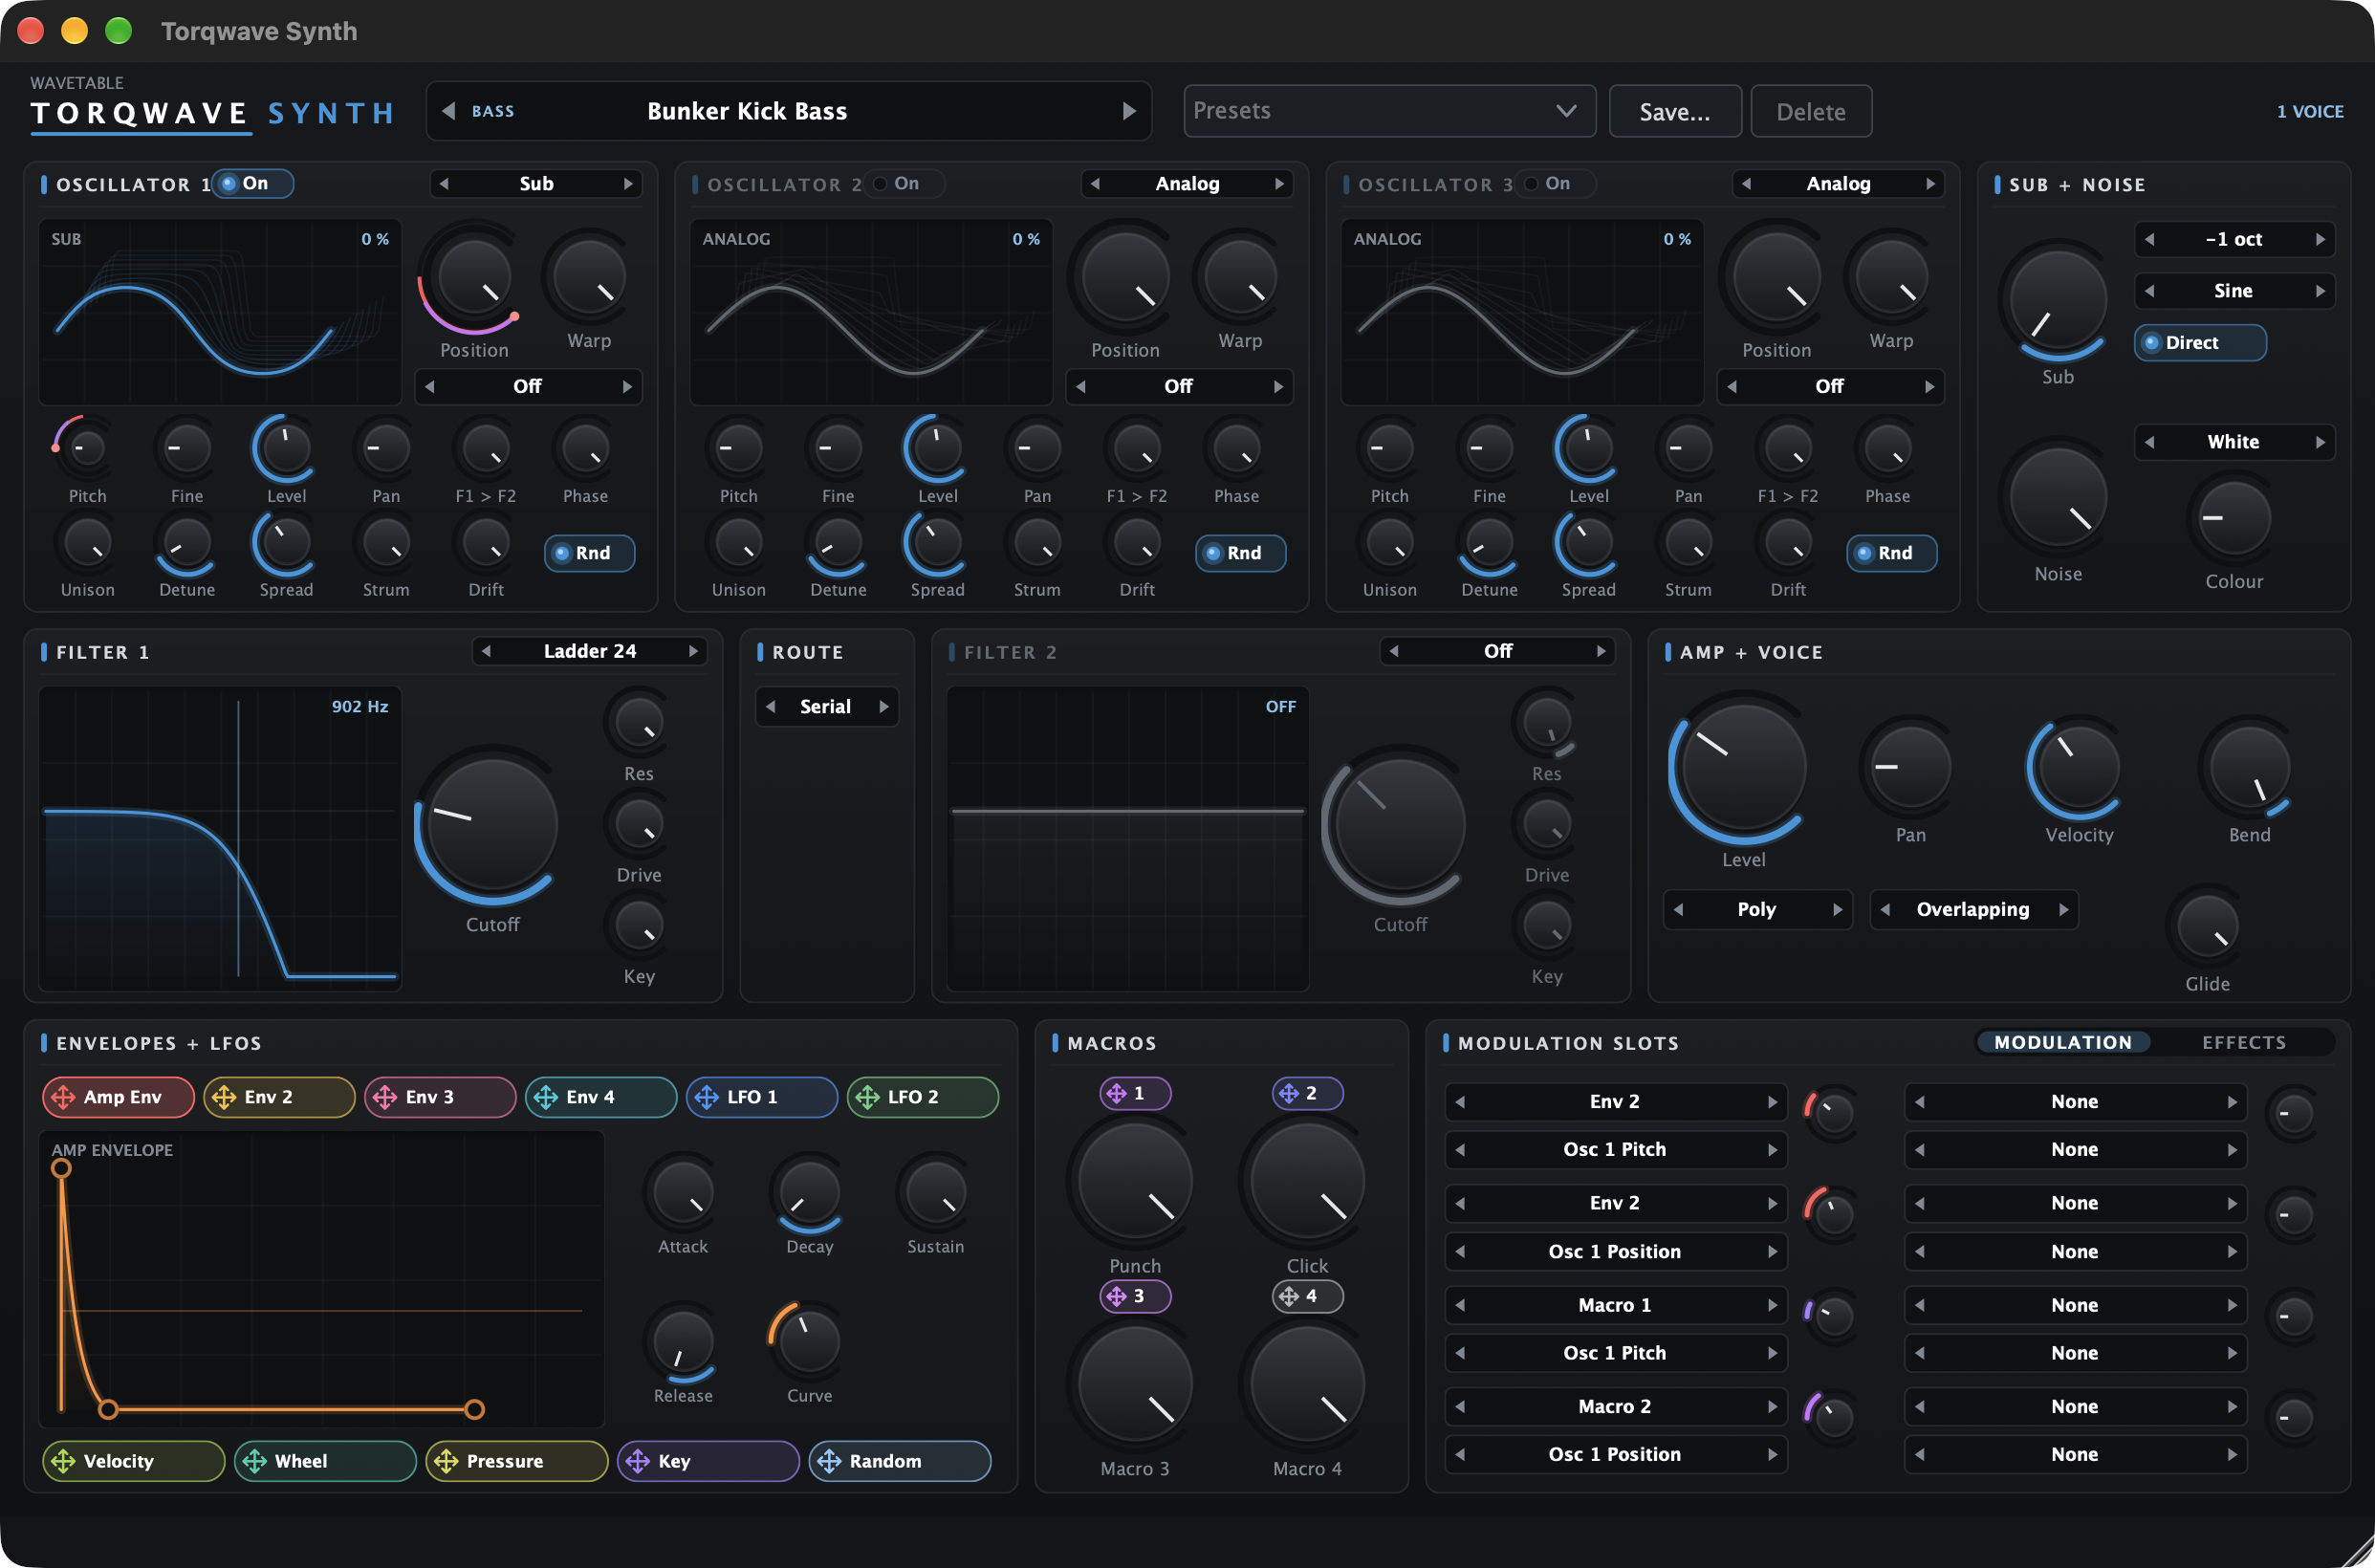 Torqwave Synth
WAVETABLE
TORQWAVE SYNTH
BASS Bunker Kick Bass
Presets
Save...
Delete
1 VOICE
OSCILLATOR 1 On Sub
SUB 0 %
Position
Warp
Off
Pitch Fine Level Pan F1 > F2 Phase
Unison Detune Spread Strum Drift Rnd
OSCILLATOR 2 On Analog
ANALOG 0 %
Position
Warp
Off
Pitch Fine Level Pan F1 > F2 Phase
Unison Detune Spread Strum Drift Rnd
OSCILLATOR 3 On Analog
ANALOG 0 %
Position
Warp
Off
Pitch Fine Level Pan F1 > F2 Phase
Unison Detune Spread Strum Drift Rnd
SUB + NOISE
-1 oct
Sine
Direct
Sub
White
Noise
Colour
FILTER 1 Ladder 24
902 Hz
Res
Drive
Cutoff
Key
ROUTE
Serial
FILTER 2 Off
OFF
Res
Drive
Cutoff
Key
AMP + VOICE
Level
Pan
Velocity
Bend
Poly
Overlapping
Glide
ENVELOPES + LFOS
Amp Env Env 2 Env 3 Env 4 LFO 1 LFO 2
AMP ENVELOPE
Attack Decay Sustain
Release Curve
Velocity Wheel Pressure Key Random
MACROS
1 2
Punch Click
3 4
Macro 3 Macro 4
MODULATION SLOTS MODULATION EFFECTS
Env 2 None
Osc 1 Pitch None
Env 2 None
Osc 1 Position None
Macro 1 None
Osc 1 Pitch None
Macro 2 None
Osc 1 Position None